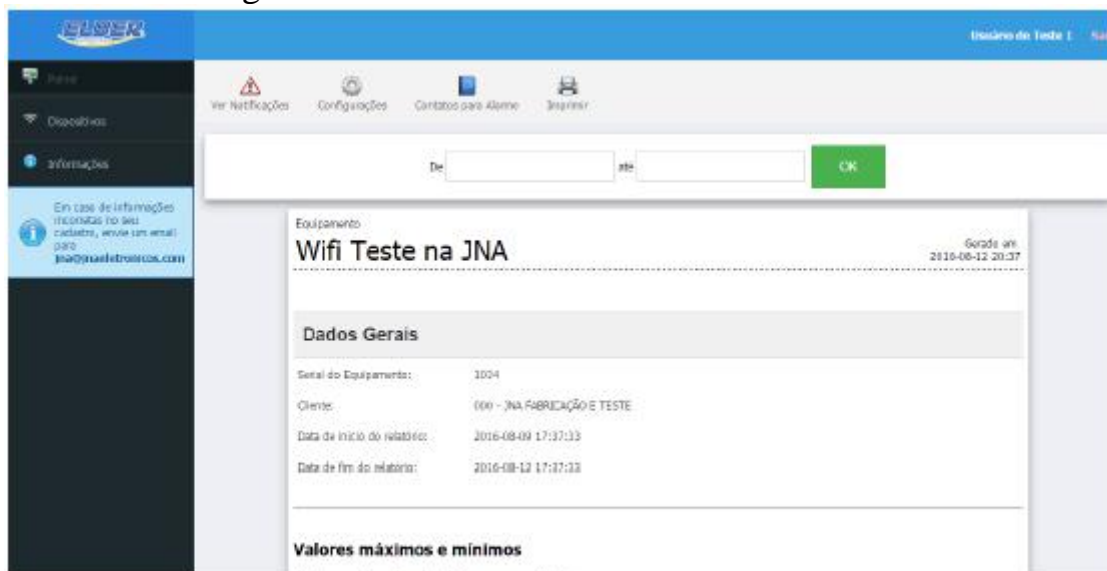 ELBER
Usuário de Teste 1
Painel
Ver Notificações
Configurações
Contatos para Alarme
Imprimir
Dispositivos
Informações
De
até
OK
Em caso de informações
incorretas no seu
cadastro, envie um email
para
jna@jnaeletronicos.com
Equipamento
Wifi Teste na JNA
Gerado em
2016-08-12 20:37
Dados Gerais
Serial do Equipamento:
1004
Cliente:
000 - JNA FABRICAÇÃO E TESTE
Data de início do relatório:
2016-08-09 17:37:33
Data de fim do relatório:
2016-08-12 17:37:33
Valores máximos e mínimos